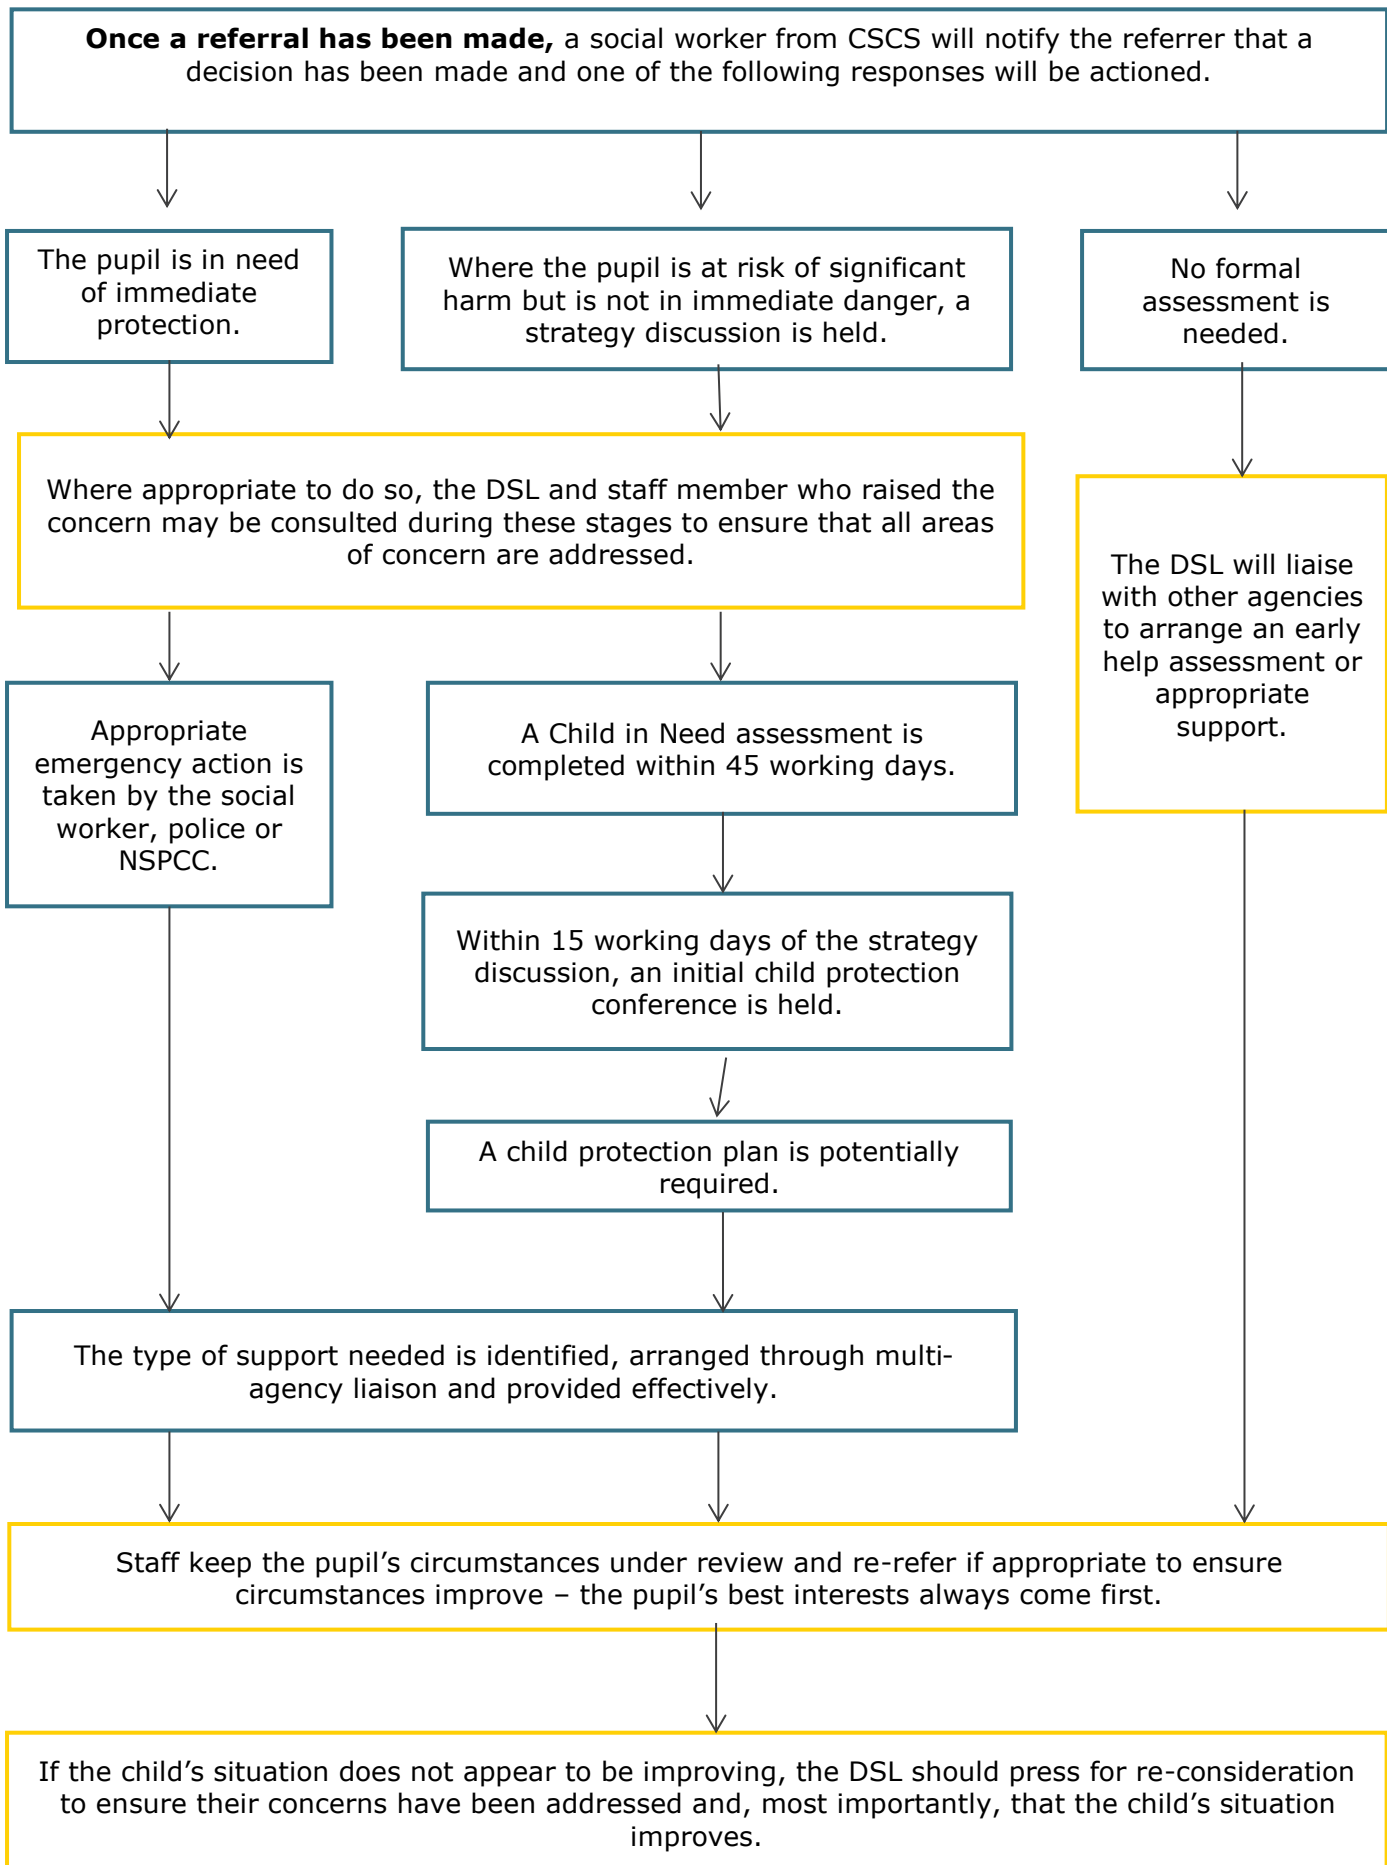 Once a referral has been made, a social worker from CSCS will notify the referrer that a
decision has been made and one of the following responses will be actioned.
The pupil is in need
of immediate
protection.
Where the pupil is at risk of significant
harm but is not in immediate danger, a
strategy discussion is held.
No formal
assessment is
needed.
Where appropriate to do so, the DSL and staff member who raised the
concern may be consulted during these stages to ensure that all areas
of concern are addressed.
The DSL will liaise
with other agencies
to arrange an early
help assessment or
appropriate
support.
Appropriate
emergency action is
taken by the social
worker, police or
NSPCC.
A Child in Need assessment is
completed within 45 working days.
Within 15 working days of the strategy
discussion, an initial child protection
conference is held.
A child protection plan is potentially
required.
The type of support needed is identified, arranged through multi-
agency liaison and provided effectively.
Staff keep the pupil’s circumstances under review and re-refer if appropriate to ensure
circumstances improve – the pupil’s best interests always come first.
If the child’s situation does not appear to be improving, the DSL should press for re-consideration
to ensure their concerns have been addressed and, most importantly, that the child’s situation
improves.